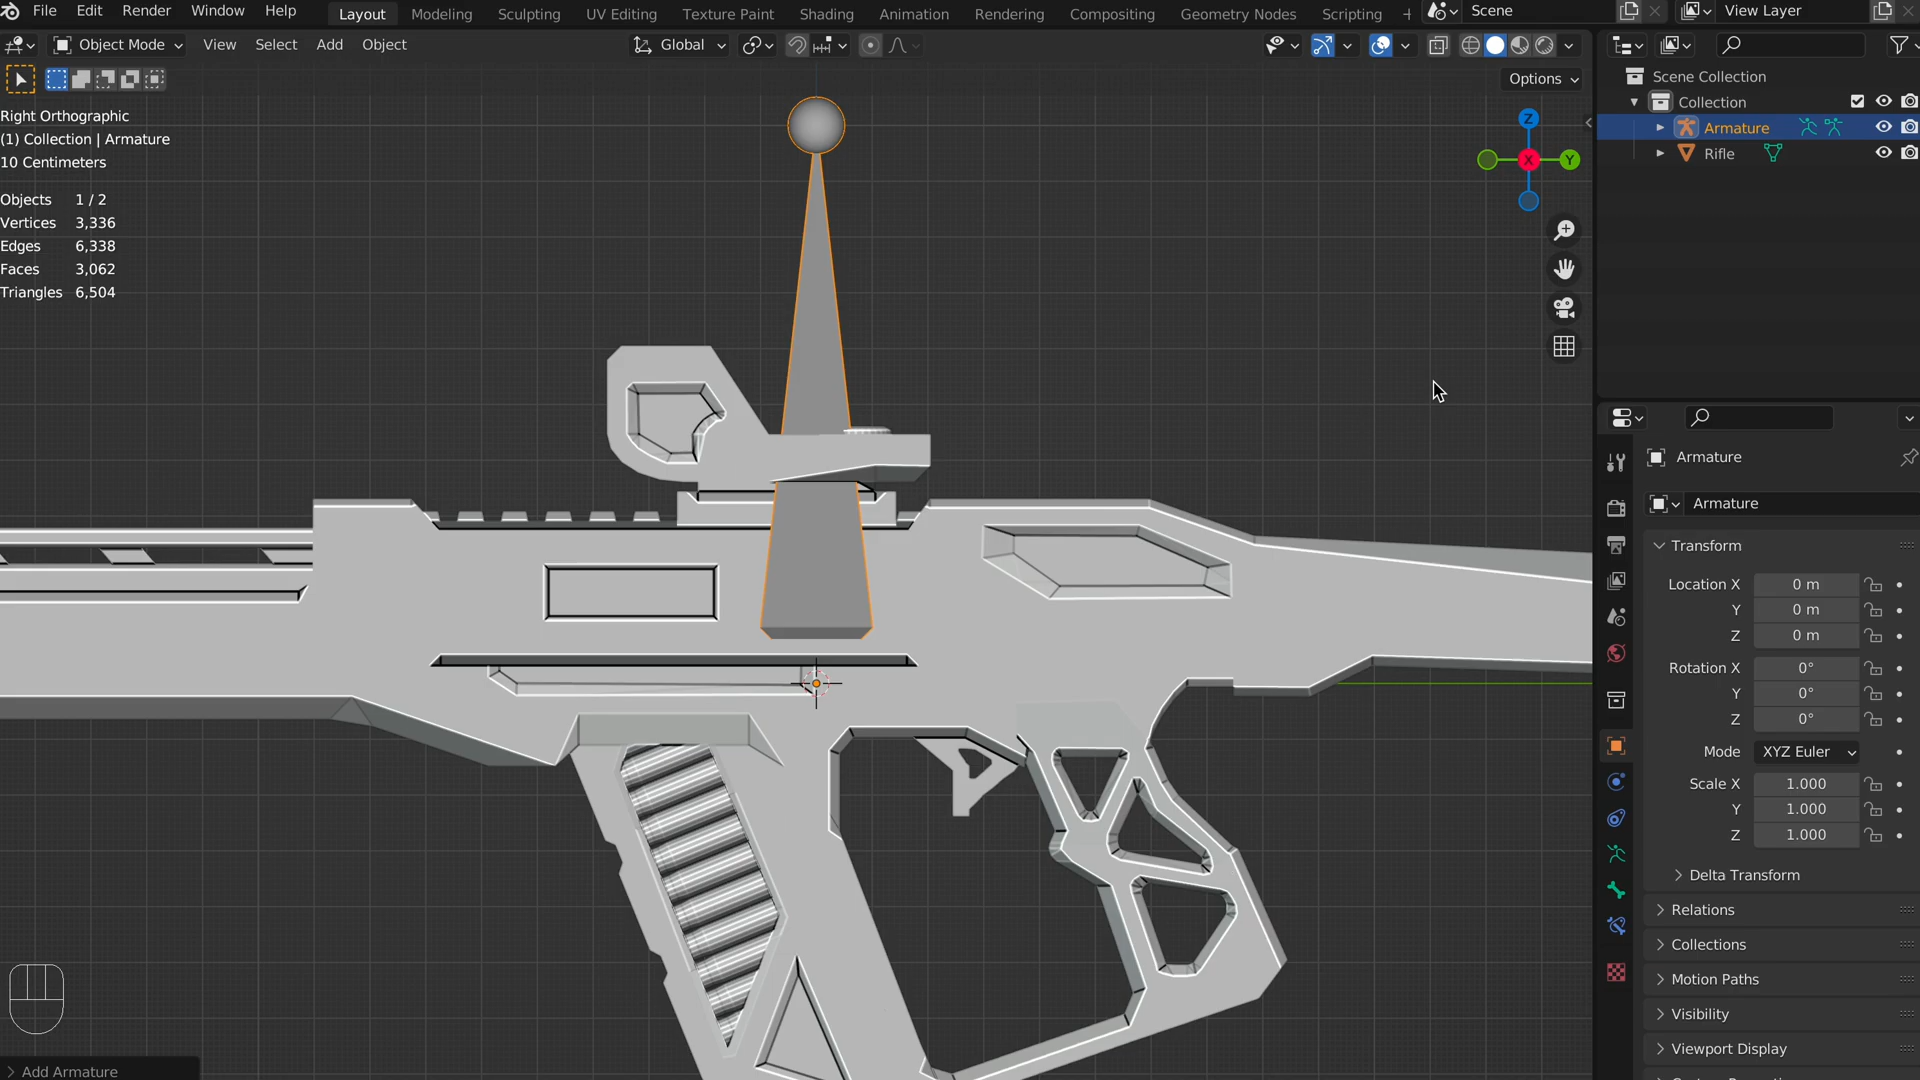 File Edit Render Window Help Layout Modeling Sculpting UV Editing Texture Paint Shading Animation Rendering Compositing Geometry Nodes Scripting + Scene View Layer
Object Mode View Select Add Object Global
Options
Right Orthographic
(1) Collection | Armature
10 Centimeters
Objects 1 / 2
Vertices 3,336
Edges 6,338
Faces 3,062
Triangles 6,504
Z
X
Y
Add Armature
Scene Collection
Collection
Armature
Rifle
Armature
Armature
Transform
Location X 0 m
Y 0 m
Z 0 m
Rotation X 0°
Y 0°
Z 0°
Mode XYZ Euler
Scale X 1.000
Y 1.000
Z 1.000
Delta Transform
Relations
Collections
Motion Paths
Visibility
Viewport Display